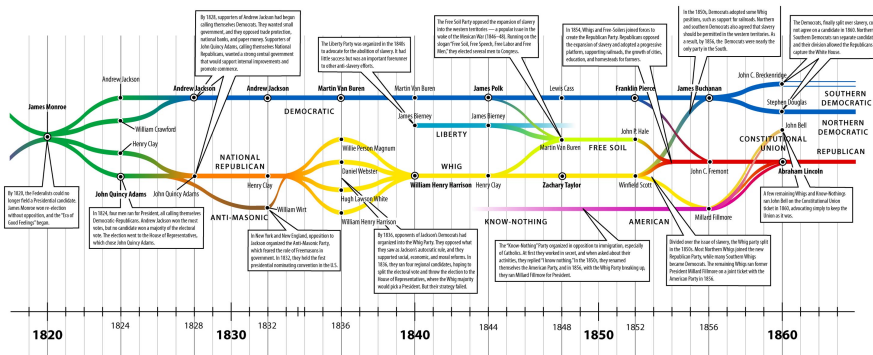 By 1828, supporters of Andrew Jackson had begun
calling themselves Democrats. They wanted small
government, and they opposed trade protection,
national banks, and paper money. Supporters of
John Quincy Adams, calling themselves National
Republicans, wanted a strong central government
that would support internal improvements and
promote commerce.
The Liberty Party was organized in the 1840s
to advocate for the abolition of slavery. It had
little success but was an important forerunner
to other anti-slavery efforts.
The Free Soil Party opposed the expansion of slavery
into the western territories — a popular issue in the
wake of the Mexican War (1846–48). Running on the
slogan "Free Soil, Free Speech, Free Labor and Free
Men," they elected several men to Congress.
In 1854, Whigs and Free-Soilers joined forces to
create the Republican Party. Republicans opposed
the expansion of slavery and adopted a progressive
platform, supporting railroads, the growth of cities,
education, and homesteads for farmers.
In the 1850s, Democrats adopted some Whig
positions, such as support for railroads. Northern
and southern Democrats also agreed that slavery
should be permitted in the western territories. As
a result, by 1856, the Democrats were nearly the
only party in the South.
The Democrats, finally split over slavery, co
not agree on a candidate in 1860. Northern
Southern Democrats ran separate candidat
and their division allowed the Republicans
capture the White House.
Andrew Jackson
Andrew Jackson
Andrew Jackson
Martin Van Buren
Martin Van Buren
James Polk
Lewis Cass
Franklin Pierce
James Buchanan
John C. Breckenridge
SOUTHERN
DEMOCRATIC
James Monroe
DEMOCRATIC
James Bierney
James Bierney
Stephen Douglas
NORTHERN
DEMOCRATIC
William Crawford
LIBERTY
John P. Hale
John Bell
Henry Clay
Willie Person Magnum
FREE SOIL
Martin Van Buren
CONSTITUTIONAL
UNION
NATIONAL
REPUBLICAN
Daniel Webster
WHIG
REPUBLICAN
John Quincy Adams
John Quincy Adams
Henry Clay
Hugh Lawson White
William Henry Harrison
Henry Clay
Zachary Taylor
Winfield Scott
John C. Fremont
Abraham Lincoln
ANTI-MASONIC
William Wirt
William Henry Harrison
KNOW-NOTHING
AMERICAN
Millard Fillmore
By 1820, the Federalists could no
longer field a Presidential candidate.
James Monroe won re-election
without opposition, and the "Era of
Good Feelings" began.
In 1824, four men ran for President, all calling themselves
Democratic-Republicans. Andrew Jackson won the most
votes, but no candidate won a majority of the electoral
vote. The election went to the House of Representatives,
which chose John Quincy Adams.
In New York and New England, opposition to
Jackson organized the Anti-Masonic Party,
which feared the role of Freemasons in
government. In 1832, they held the first
presidential nominating convention in the U.S.
By 1836, opponents of Jackson's Democrats had
organized into the Whig Party. They opposed what
they saw as Jackson's autocratic rule, and they
supported social, economic, and moral reforms. In
1836, they ran four regional candidates, hoping to
split the electoral vote and throw the election to the
House of Representatives, where the Whig majority
would pick a President. But their strategy failed.
The "Know-Nothing" Party organized in opposition to immigration, especially
of Catholics. At first they worked in secret, and when asked about their
activities, they replied "I know nothing." In the 1850s, they renamed
themselves the American Party, and in 1856, with the Whig Party breaking up,
they ran Millard Fillmore for President.
Divided over the issue of slavery, the Whig party split
in the 1850s. Most Northern Whigs joined the new
Republican Party, while many Southern Whigs
became Democrats. The remaining Whigs ran former
President Millard Fillmore on a joint ticket with the
American Party in 1856.
A few remaining Whigs and Know-Nothings
ran John Bell on the Constitutional Union
ticket in 1860, advocating simply to keep the
Union as it was.
1820
1824
1828
1830
1832
1836
1840
1844
1848
1850
1852
1856
1860